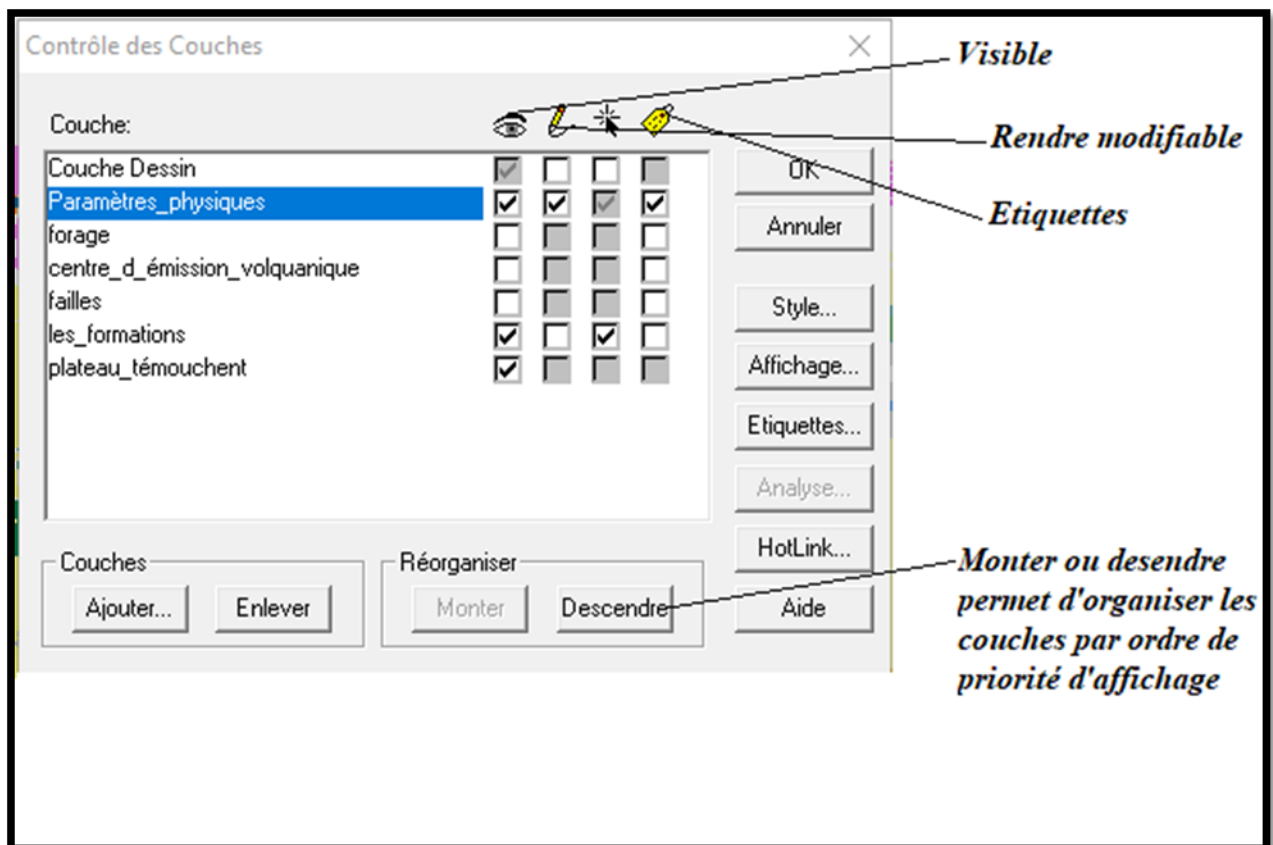 Contrôle des Couches
Visible
Couche:
Rendre modifiable
Couche Dessin
OK
Paramètres_physiques
Etiquettes
forage
Annuler
centre_d_émission_volquanique
failles
Style...
les_formations
plateau_témouchent
Affichage...
Etiquettes...
Analyse...
HotLink...
Couches
Réorganiser
Ajouter...
Enlever
Monter
Descendre
Aide
Monter ou desendre
permet d'organiser les
couches par ordre de
priorité d'affichage